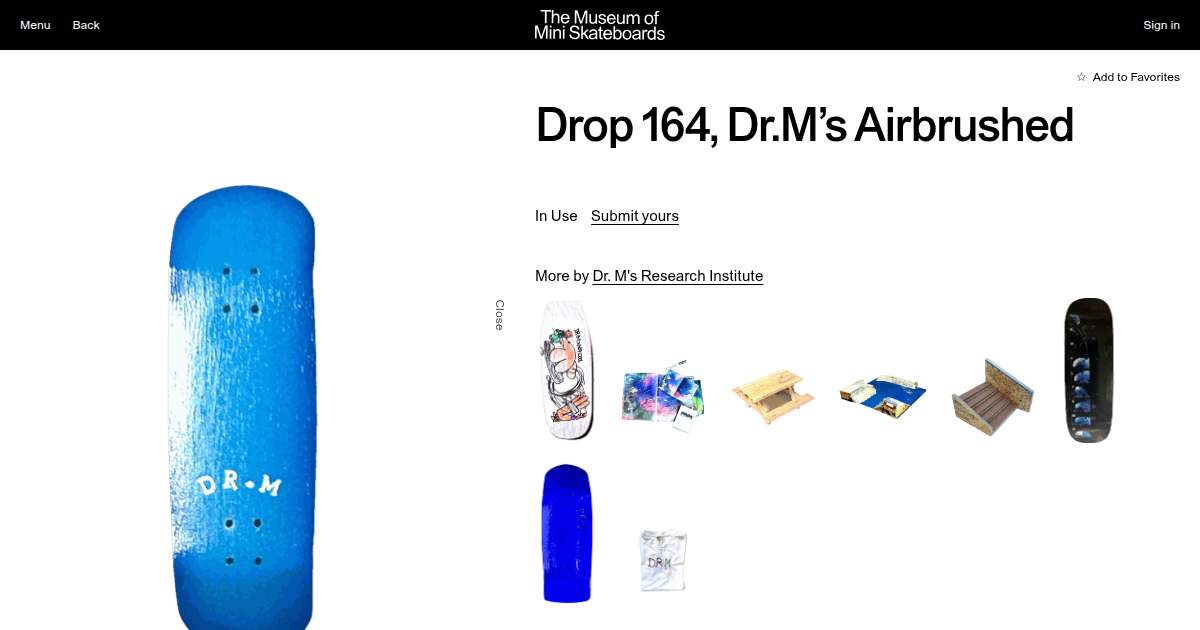 Menu
Back
The Museum of
Mini Skateboards
Sign in
☆ Add to Favorites
Drop 164, Dr.M’s Airbrushed
In Use
Submit yours
More by Dr. M's Research Institute
Close
DR•M
DRM